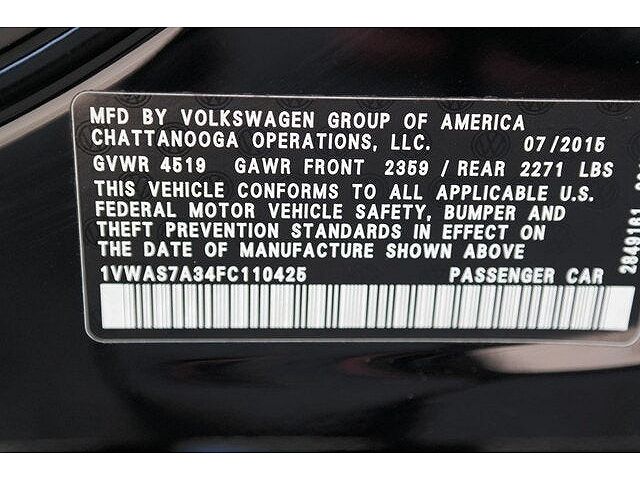 MFD BY VOLKSWAGEN GROUP OF AMERICA
CHATTANOOGA OPERATIONS, LLC. 07/2015
GVWR 4519 GAWR FRONT 2359 / REAR 2271 LBS
THIS VEHICLE CONFORMS TO ALL APPLICABLE U.S.
FEDERAL MOTOR VEHICLE SAFETY, BUMPER AND
THEFT PREVENTION STANDARDS IN EFFECT ON
THE DATE OF MANUFACTURE SHOWN ABOVE
1VWAS7A34FC110425 PASSENGER CAR
2849161